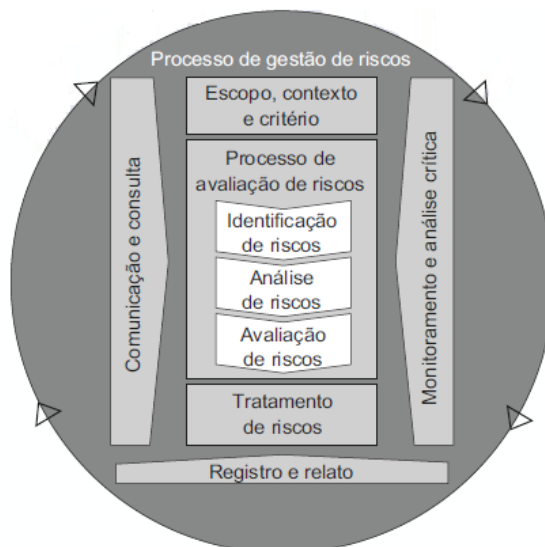 Processo de gestão de riscos
Escopo, contexto
e critério
Processo de
avaliação de riscos
Identificação
de riscos
Análise
de riscos
Avaliação
de riscos
Tratamento
de riscos
Comunicação e consulta
Monitoramento e análise crítica
Registro e relato